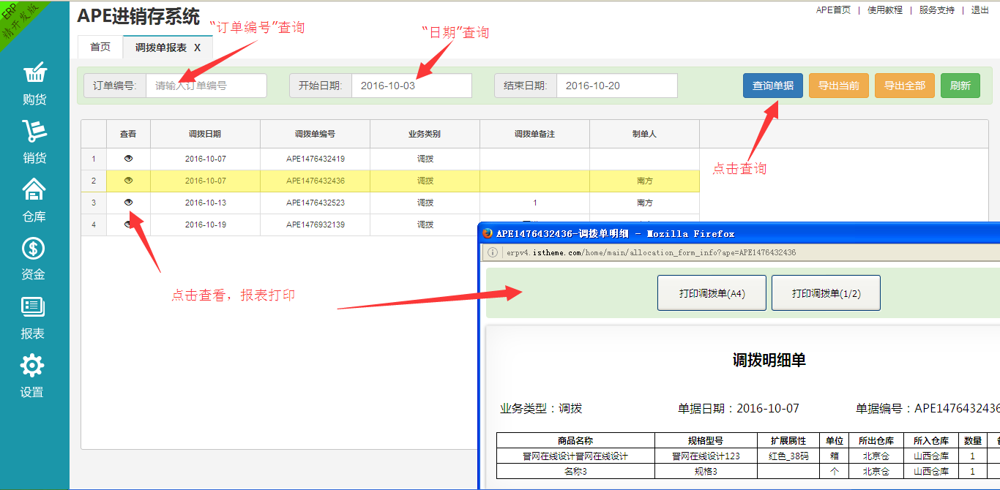 ERP
精开发版
APE进销存系统
APE首页 | 使用教程 | 服务支持 | 退出
“订单编号”查询
“日期”查询
首页
调拨单报表 X
订单编号: 请输入订单编号
开始日期: 2016-10-03
结束日期: 2016-10-20
查询单据
导出当前
导出全部
刷新
购货
销货
仓库
资金
报表
设置
查看 调拨日期 调拨单编号 业务类别 调拨单备注 制单人
1 2016-10-07 APE1476432419 调拨
2 2016-10-07 APE1476432436 调拨 南方
3 2016-10-13 APE1476432523 调拨 1 南方
4 2016-10-19 APE1476932139 调拨
点击查询
点击查看，报表打印
APE1476432436-调拨单明细 - Mozilla Firefox
erpv4.istheme.com/home/main/allocation_form_info?ape=APE1476432436
打印调拨单(A4)
打印调拨单(1/2)
调拨明细单
业务类型：调拨 单据日期：2016-10-07 单据编号：APE1476432436
商品名称 规格型号 扩展属性 单位 所出仓库 所入仓库 数量
晋网在线设计晋网在线设计 晋网在线设计123 红色_38码 箱 北京仓 山西仓库 1
名称3 规格3 个 北京仓 山西仓库 1